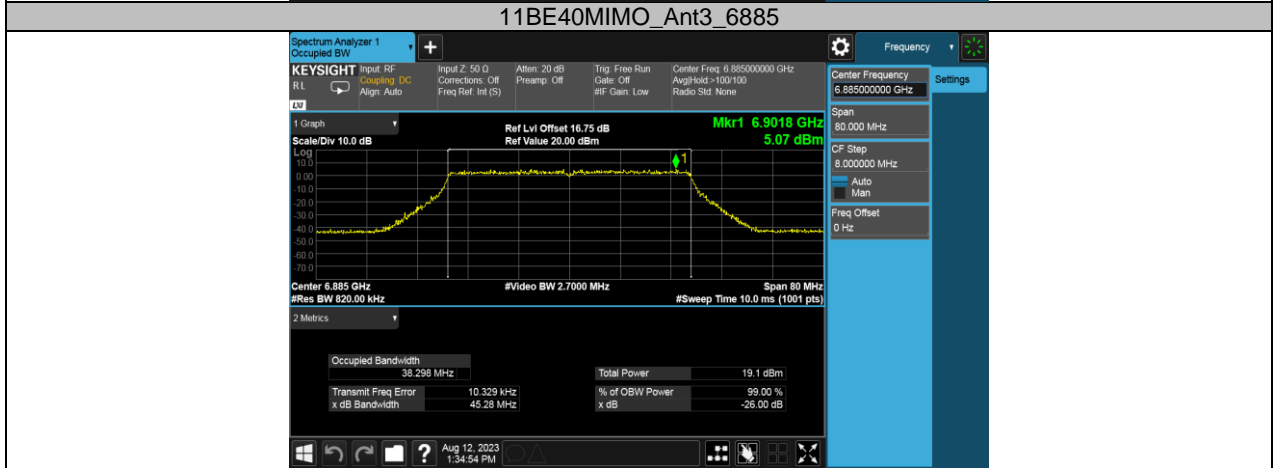 11BE40MIMO_Ant3_6885
Spectrum Analyzer 1
Occupied BW
+
Frequency
KEYSIGHT Input: RF Input Z: 50 Ω Atten: 20 dB Trig: Free Run Center Freq: 6.885000000 GHz
RL Coupling: DC Corrections: Off Preamp: Off Gate: Off Avg|Hold:>100/100
Align: Auto Freq Ref: Int (S) #IF Gain: Low Radio Std: None
LXI
Center Frequency
6.885000000 GHz
Settings
Span
80.000 MHz
CF Step
8.000000 MHz
Auto
Man
Freq Offset
0 Hz
1 Graph
Ref Lvl Offset 16.75 dB
Mkr1 6.9018 GHz
Scale/Div 10.0 dB
Ref Value 20.00 dBm
5.07 dBm
Log
10.0
0.00
-10.0
-20.0
-30.0
-40.0
-50.0
-60.0
-70.0
1
Center 6.885 GHz #Video BW 2.7000 MHz Span 80 MHz
#Res BW 820.00 kHz #Sweep Time 10.0 ms (1001 pts)
2 Metrics
Occupied Bandwidth
38.298 MHz
Total Power 19.1 dBm
Transmit Freq Error 10.329 kHz % of OBW Power 99.00 %
x dB Bandwidth 45.28 MHz x dB -26.00 dB
? Aug 12, 2023
1:34:54 PM